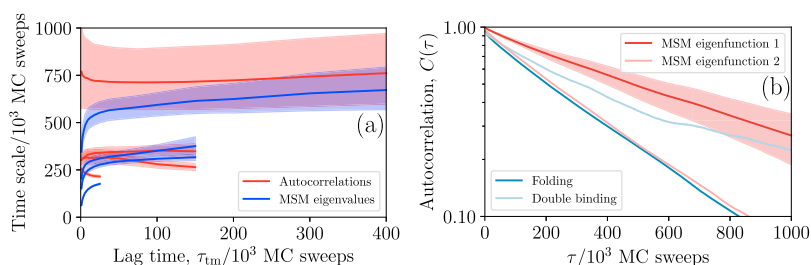 1000
750
500
250
0
0
100
200
300
400
Time scale/10³ MC sweeps
Lag time, τ_tm/10³ MC sweeps
(a)
Autocorrelations
MSM eigenvalues
1.00
0.10
0
200
400
600
800
1000
Autocorrelation, C(τ)
τ/10³ MC sweeps
MSM eigenfunction 1
MSM eigenfunction 2
(b)
Folding
Double binding